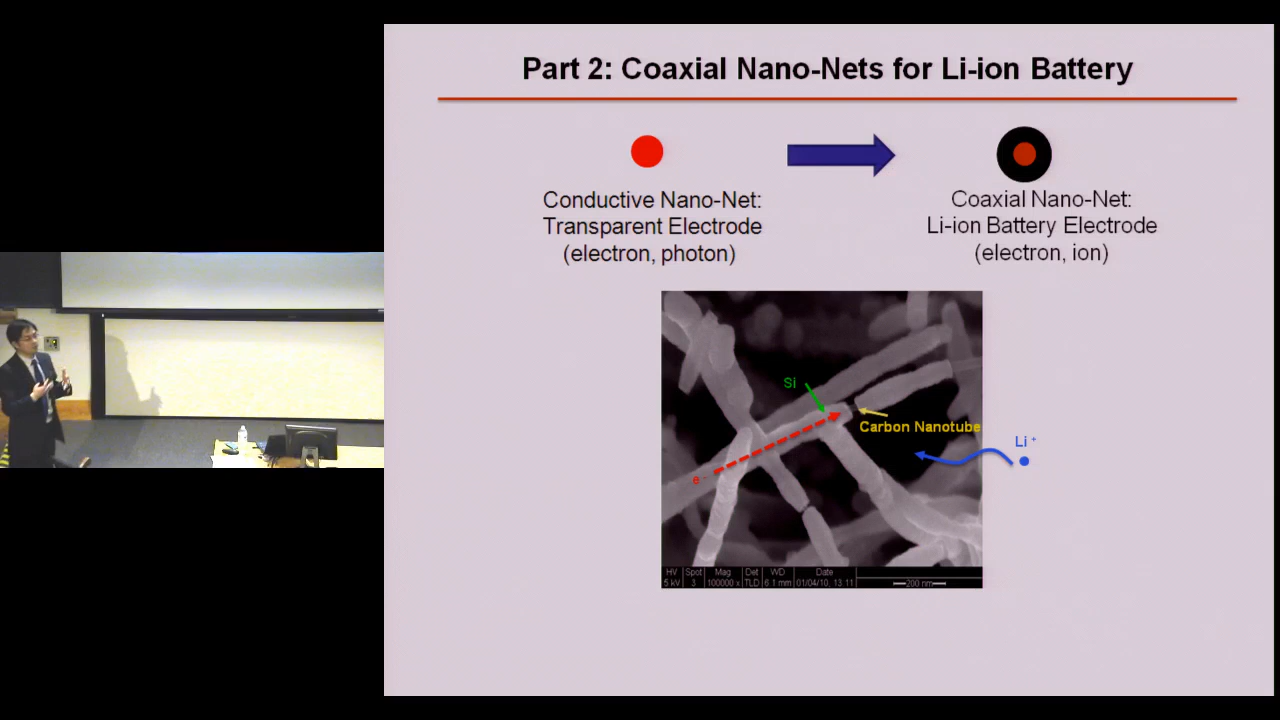 Part 2: Coaxial Nano-Nets for Li-ion Battery
Conductive Nano-Net:
Transparent Electrode
(electron, photon)
Coaxial Nano-Net:
Li-ion Battery Electrode
(electron, ion)
Si
Carbon Nanotube
Li +
e -
HV Spot Mag Det WD Date
5 kV 3 100000 x TLD 6.1 mm 01/04/10, 13:11 200 nm